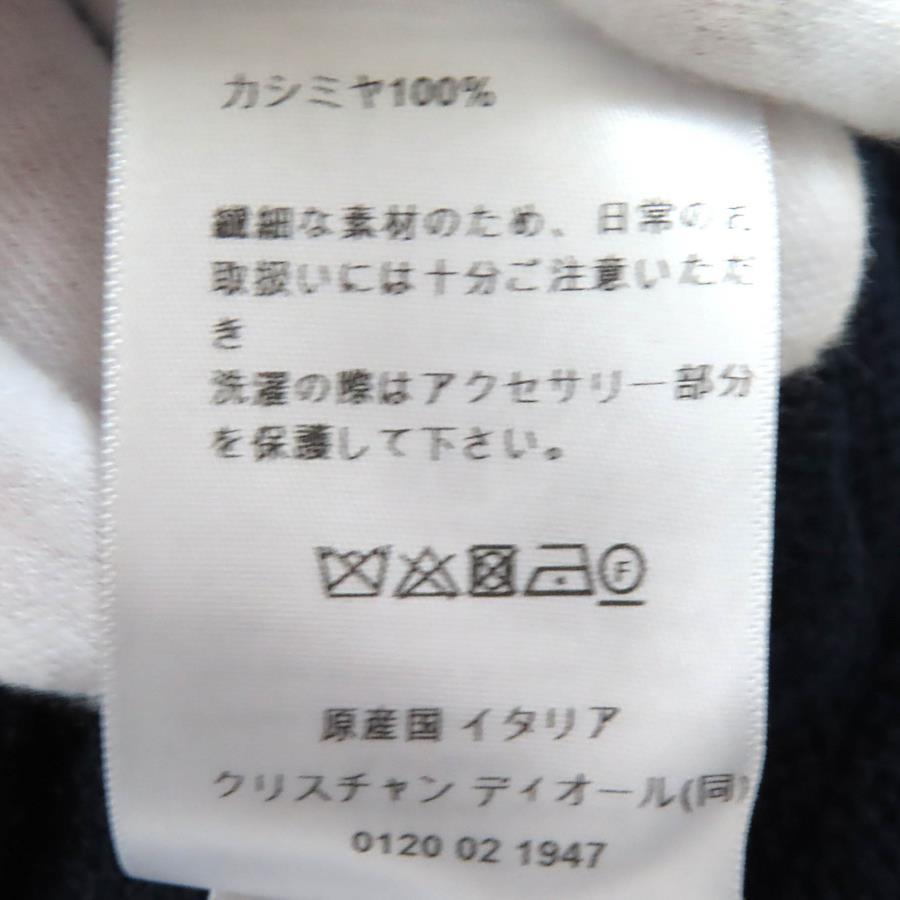 カシミヤ100%
繊細な素材のため、日常のお
取扱いには十分ご注意いただ
き
洗濯の際はアクセサリー部分
を保護して下さい。
F
原産国 イタリア
クリスチャン ディオール(同)
0120 02 1947